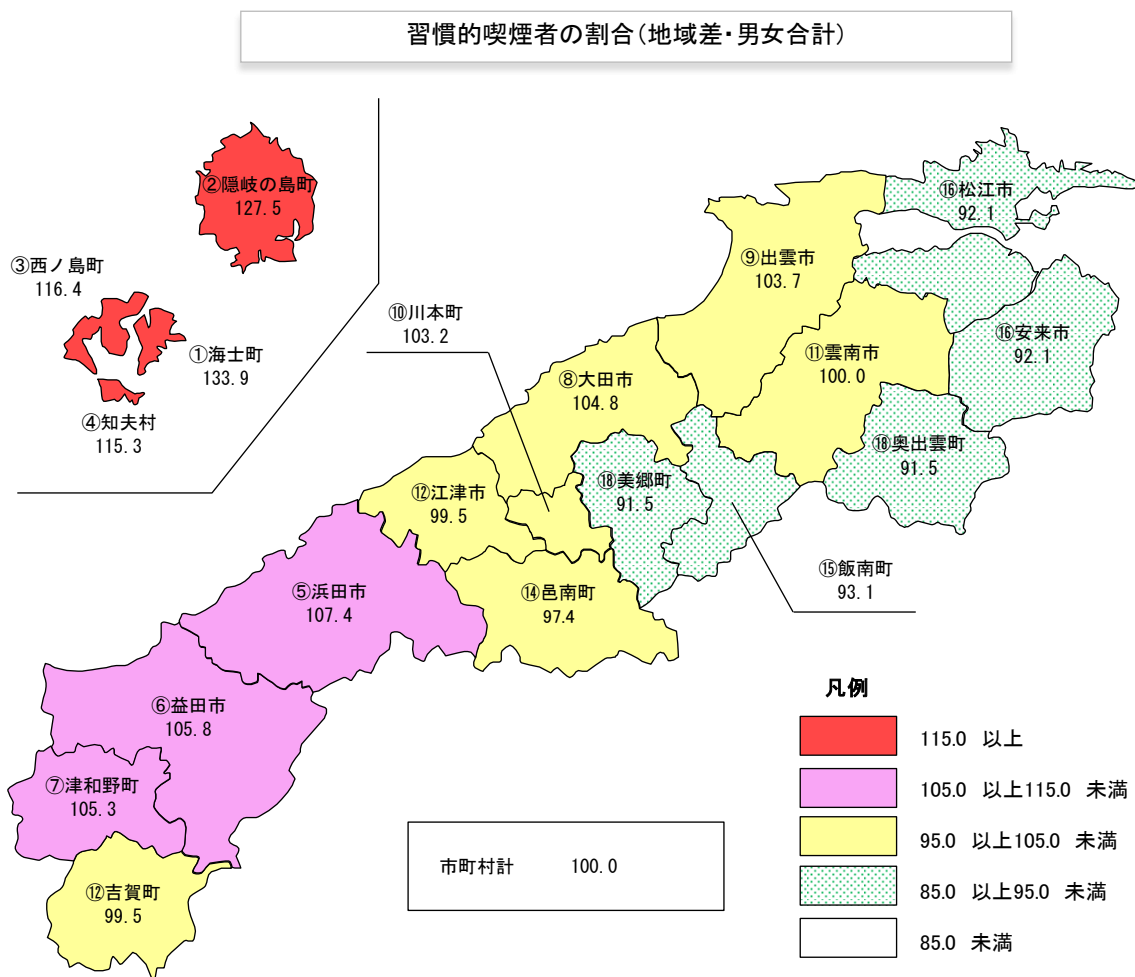 習慣的喫煙者の割合(地域差・男女合計)
②隠岐の島町
127.5
③西ノ島町
116.4
①海士町
133.9
④知夫村
115.3
⑯松江市
92.1
⑨出雲市
103.7
⑩川本町
103.2
⑯安来市
92.1
⑪雲南市
100.0
⑧大田市
104.8
⑱奥出雲町
91.5
⑱美郷町
91.5
⑫江津市
99.5
⑮飯南町
93.1
⑭邑南町
97.4
⑤浜田市
107.4
⑥益田市
105.8
⑦津和野町
105.3
⑫吉賀町
99.5
市町村計 100.0
凡例
115.0 以上
105.0 以上115.0 未満
95.0 以上105.0 未満
85.0 以上95.0 未満
85.0 未満